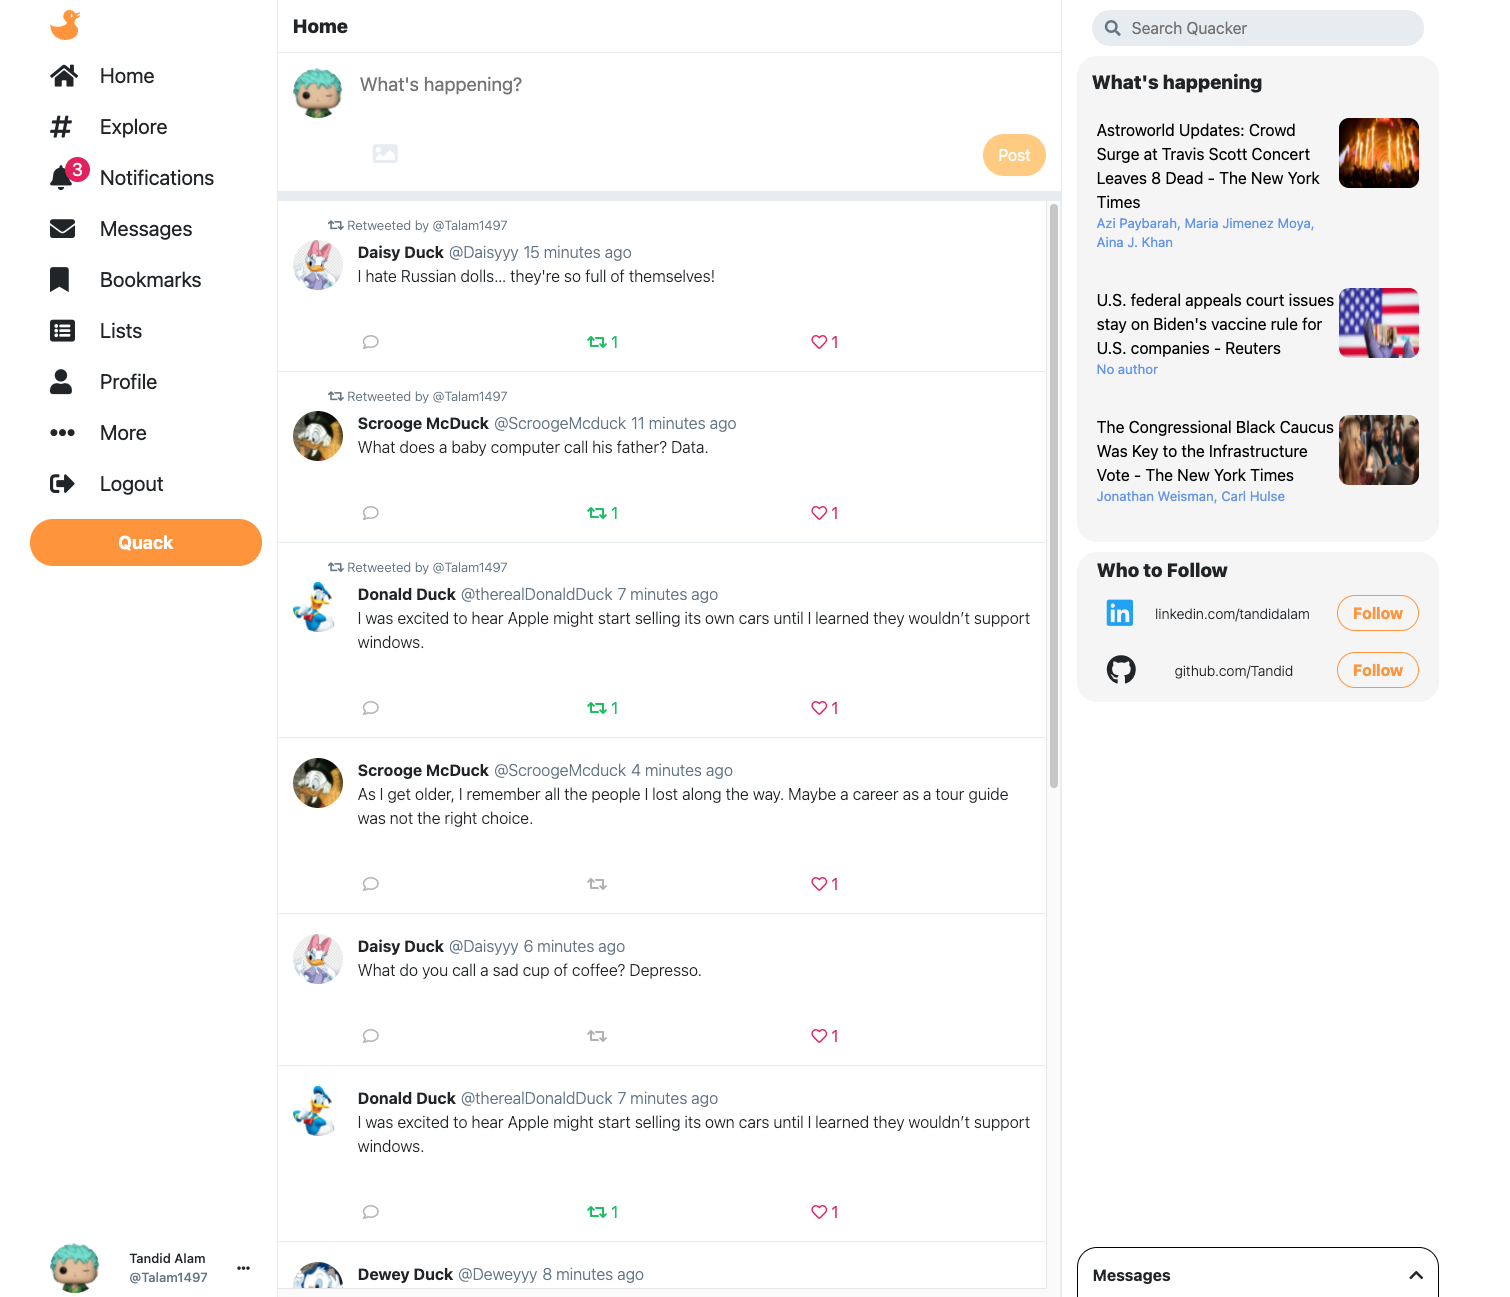 Home
Explore
3
Notifications
Messages
Bookmarks
Lists
Profile
More
Logout
Quack
Tandid Alam
@Talam1497
Home
What's happening?
Post
Retweeted by @Talam1497
Daisy Duck @Daisyyy 15 minutes ago
I hate Russian dolls... they're so full of themselves!
1
1
Retweeted by @Talam1497
Scrooge McDuck @ScroogeMcduck 11 minutes ago
What does a baby computer call his father? Data.
1
1
Retweeted by @Talam1497
Donald Duck @therealDonaldDuck 7 minutes ago
I was excited to hear Apple might start selling its own cars until I learned they wouldn’t support
windows.
1
1
Scrooge McDuck @ScroogeMcduck 4 minutes ago
As I get older, I remember all the people I lost along the way. Maybe a career as a tour guide
was not the right choice.
1
Daisy Duck @Daisyyy 6 minutes ago
What do you call a sad cup of coffee? Depresso.
1
Donald Duck @therealDonaldDuck 7 minutes ago
I was excited to hear Apple might start selling its own cars until I learned they wouldn’t support
windows.
1
1
Dewey Duck @Deweyyy 8 minutes ago
Search Quacker
What's happening
Astroworld Updates: Crowd
Surge at Travis Scott Concert
Leaves 8 Dead - The New York
Times
Azi Paybarah, Maria Jimenez Moya,
Aina J. Khan
U.S. federal appeals court issues
stay on Biden's vaccine rule for
U.S. companies - Reuters
No author
The Congressional Black Caucus
Was Key to the Infrastructure
Vote - The New York Times
Jonathan Weisman, Carl Hulse
Who to Follow
linkedin.com/tandidalam
Follow
github.com/Tandid
Follow
Messages